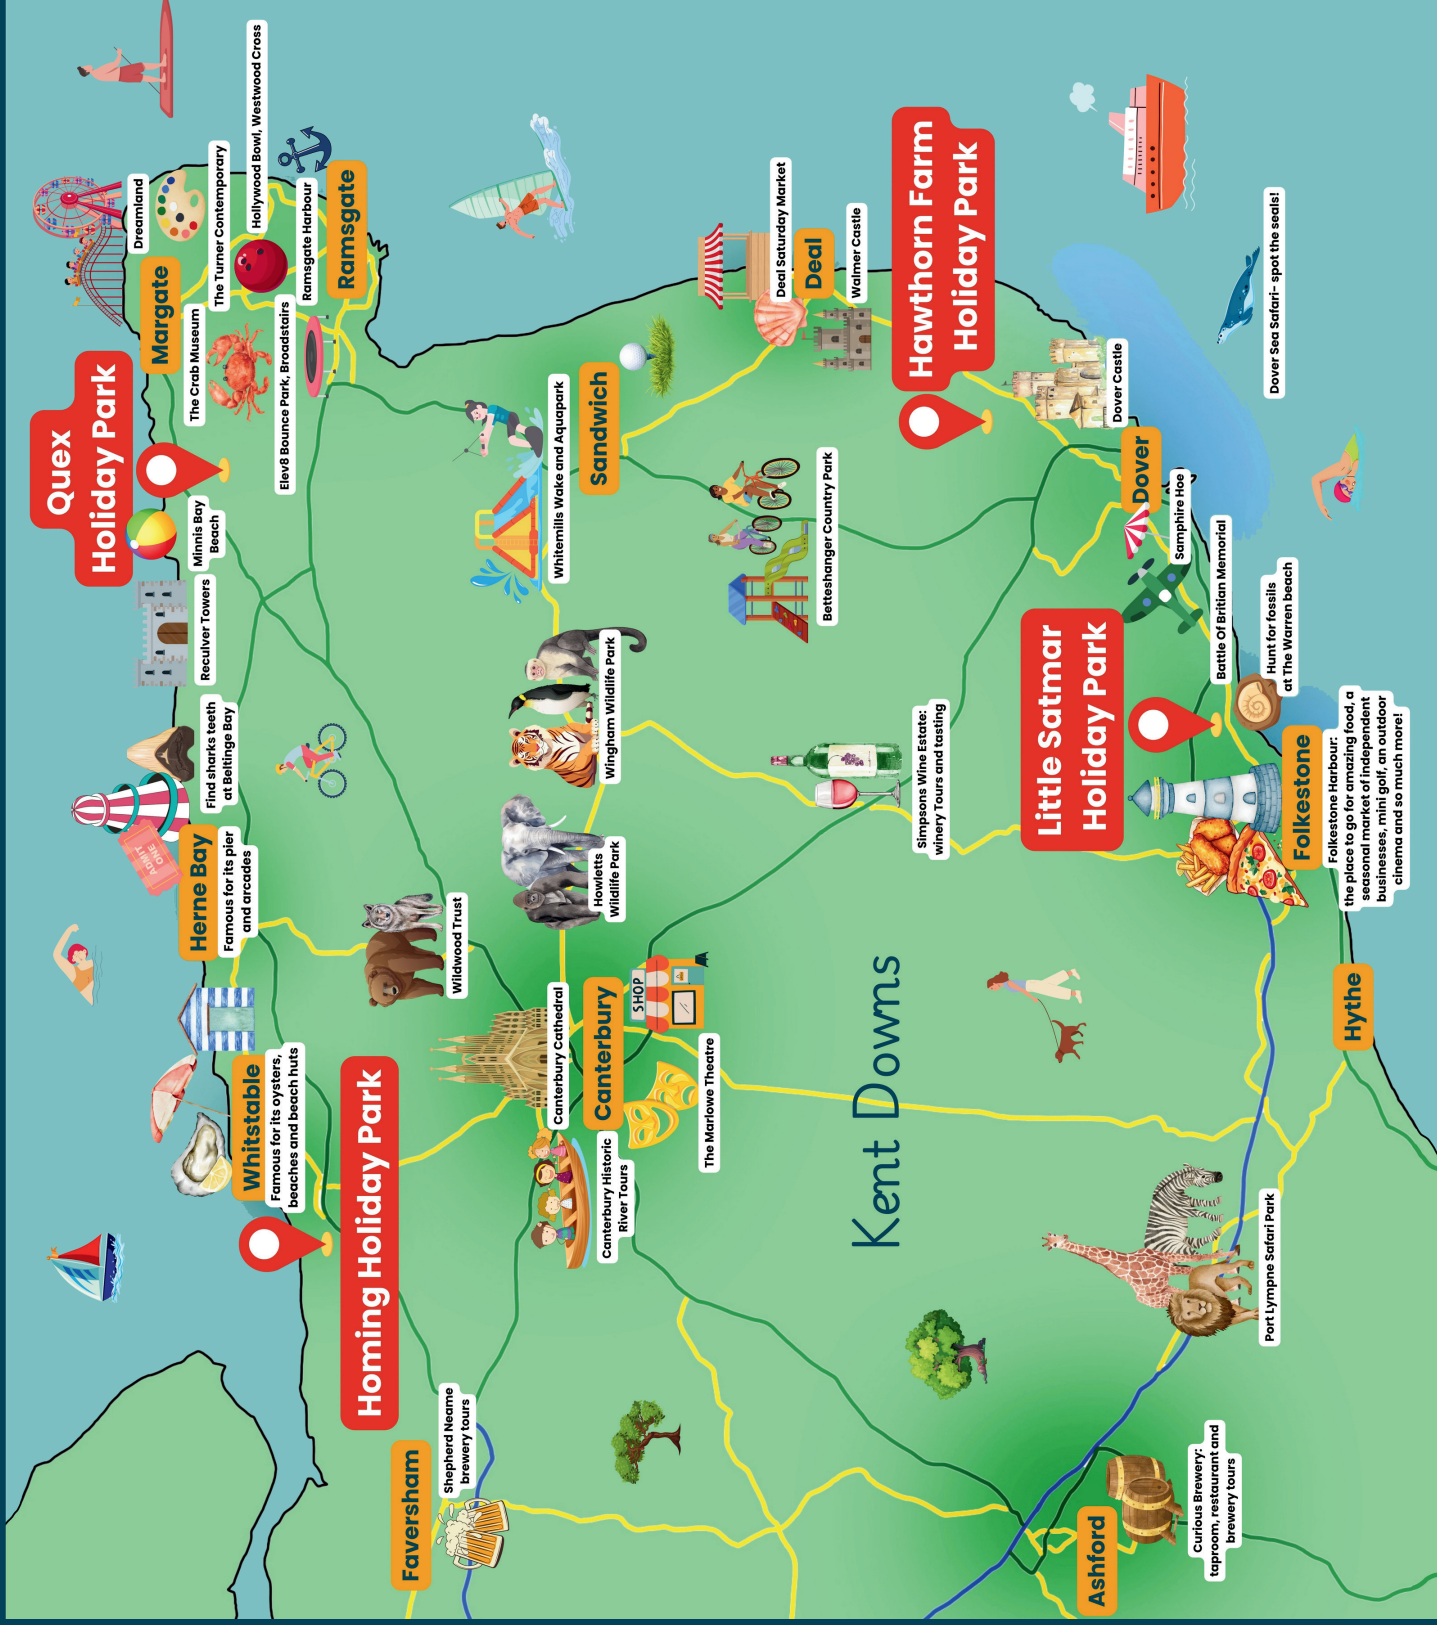 Quex
Holiday Park
Margate
Dreamland
The Turner Contemporary
Hollywood Bowl, Westwood Cross
The Crab Museum
Ramsgate Harbour
Ramsgate
Elev8 Bounce Park, Broadstairs
Minnis Bay
Beach
Reculver Towers
Find sharks teeth
at Beltinge Bay
ADMIT
ONE
Herne Bay
Famous for its pier
and arcades
Whitstable
Famous for its oysters,
beaches and beach huts
Homing Holiday Park
Faversham
Shepherd Neame
brewery tours
Wildwood Trust
Canterbury Cathedral
Canterbury
SHOP
Canterbury Historic
River Tours
The Marlowe Theatre
Howletts
Wildlife Park
Wingham Wildlife Park
Whitemills Wake and Aquapark
Sandwich
Deal Saturday Market
Deal
Walmer Castle
Betteshanger Country Park
Hawthorn Farm
Holiday Park
Simpsons Wine Estate:
winery Tours and tasting
Kent Downs
Dover Castle
Dover
Samphire Hoe
Dover Sea Safari- spot the seals!
Little Satmar
Holiday Park
Battle Of Britian Memorial
Hunt for fossils
at The Warren beach
Folkestone
Folkestone Harbour:
the place to go for amazing food, a
seasonal market of independent
businesses, mini golf, an outdoor
cinema and so much more!
Hythe
Port Lympne Safari Park
Ashford
Curious Brewery:
taproom, restaurant and
brewery tours